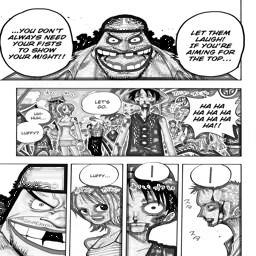 LET THEM
LAUGH!
IF YOU'RE
AIMING FOR
THE TOP...
...YOU DON'T
ALWAYS NEED
YOUR FISTS
TO SHOW
YOUR MIGHT!!
HA HA
HA HA HA
HA HA HA
HA!!
LET'S
GO.
LUFFY?
LUFFY...